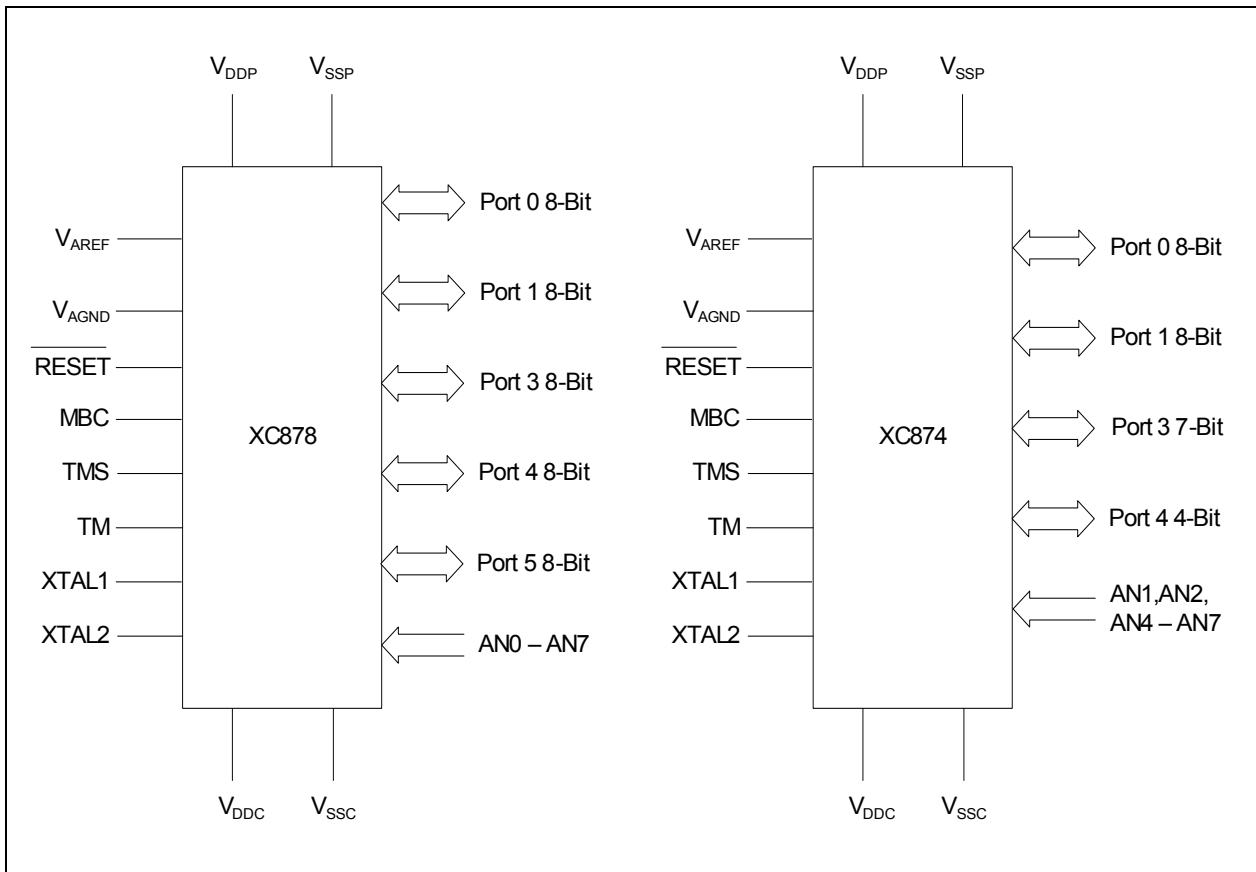 VDDP
VSSP
VAREF
VAGND
RESET
MBC
TMS
TM
XTAL1
XTAL2
XC878
Port 0 8-Bit
Port 1 8-Bit
Port 3 8-Bit
Port 4 8-Bit
Port 5 8-Bit
AN0 – AN7
VDDC
VSSC
VDDP
VSSP
VAREF
VAGND
RESET
MBC
TMS
TM
XTAL1
XTAL2
XC874
Port 0 8-Bit
Port 1 8-Bit
Port 3 7-Bit
Port 4 4-Bit
AN1,AN2,
AN4 – AN7
VDDC
VSSC